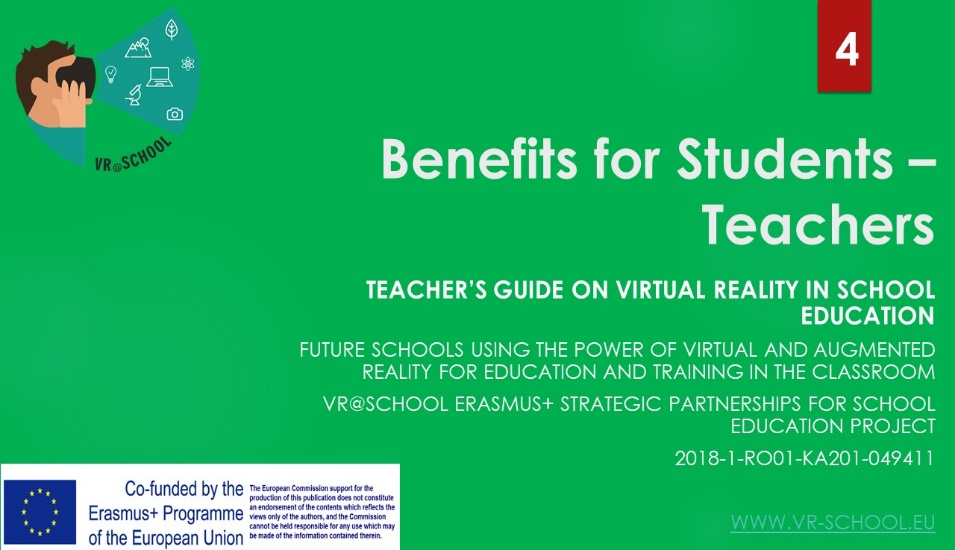 4
VR@SCHOOL
Benefits for Students –
Teachers
TEACHER'S GUIDE ON VIRTUAL REALITY IN SCHOOL
EDUCATION
FUTURE SCHOOLS USING THE POWER OF VIRTUAL AND AUGMENTED
REALITY FOR EDUCATION AND TRAINING IN THE CLASSROOM
VR@SCHOOL ERASMUS+ STRATEGIC PARTNERSHIPS FOR SCHOOL
EDUCATION PROJECT
2018-1-RO01-KA201-049411
Co-funded by the
Erasmus+ Programme
of the European Union
The European Commission support for the
production of this publication does not constitute
an endorsement of the contents which reflects the
views only of the authors, and the Commission
cannot be held responsible for any use which may
be made of the information contained therein.
WWW.VR-SCHOOL.EU